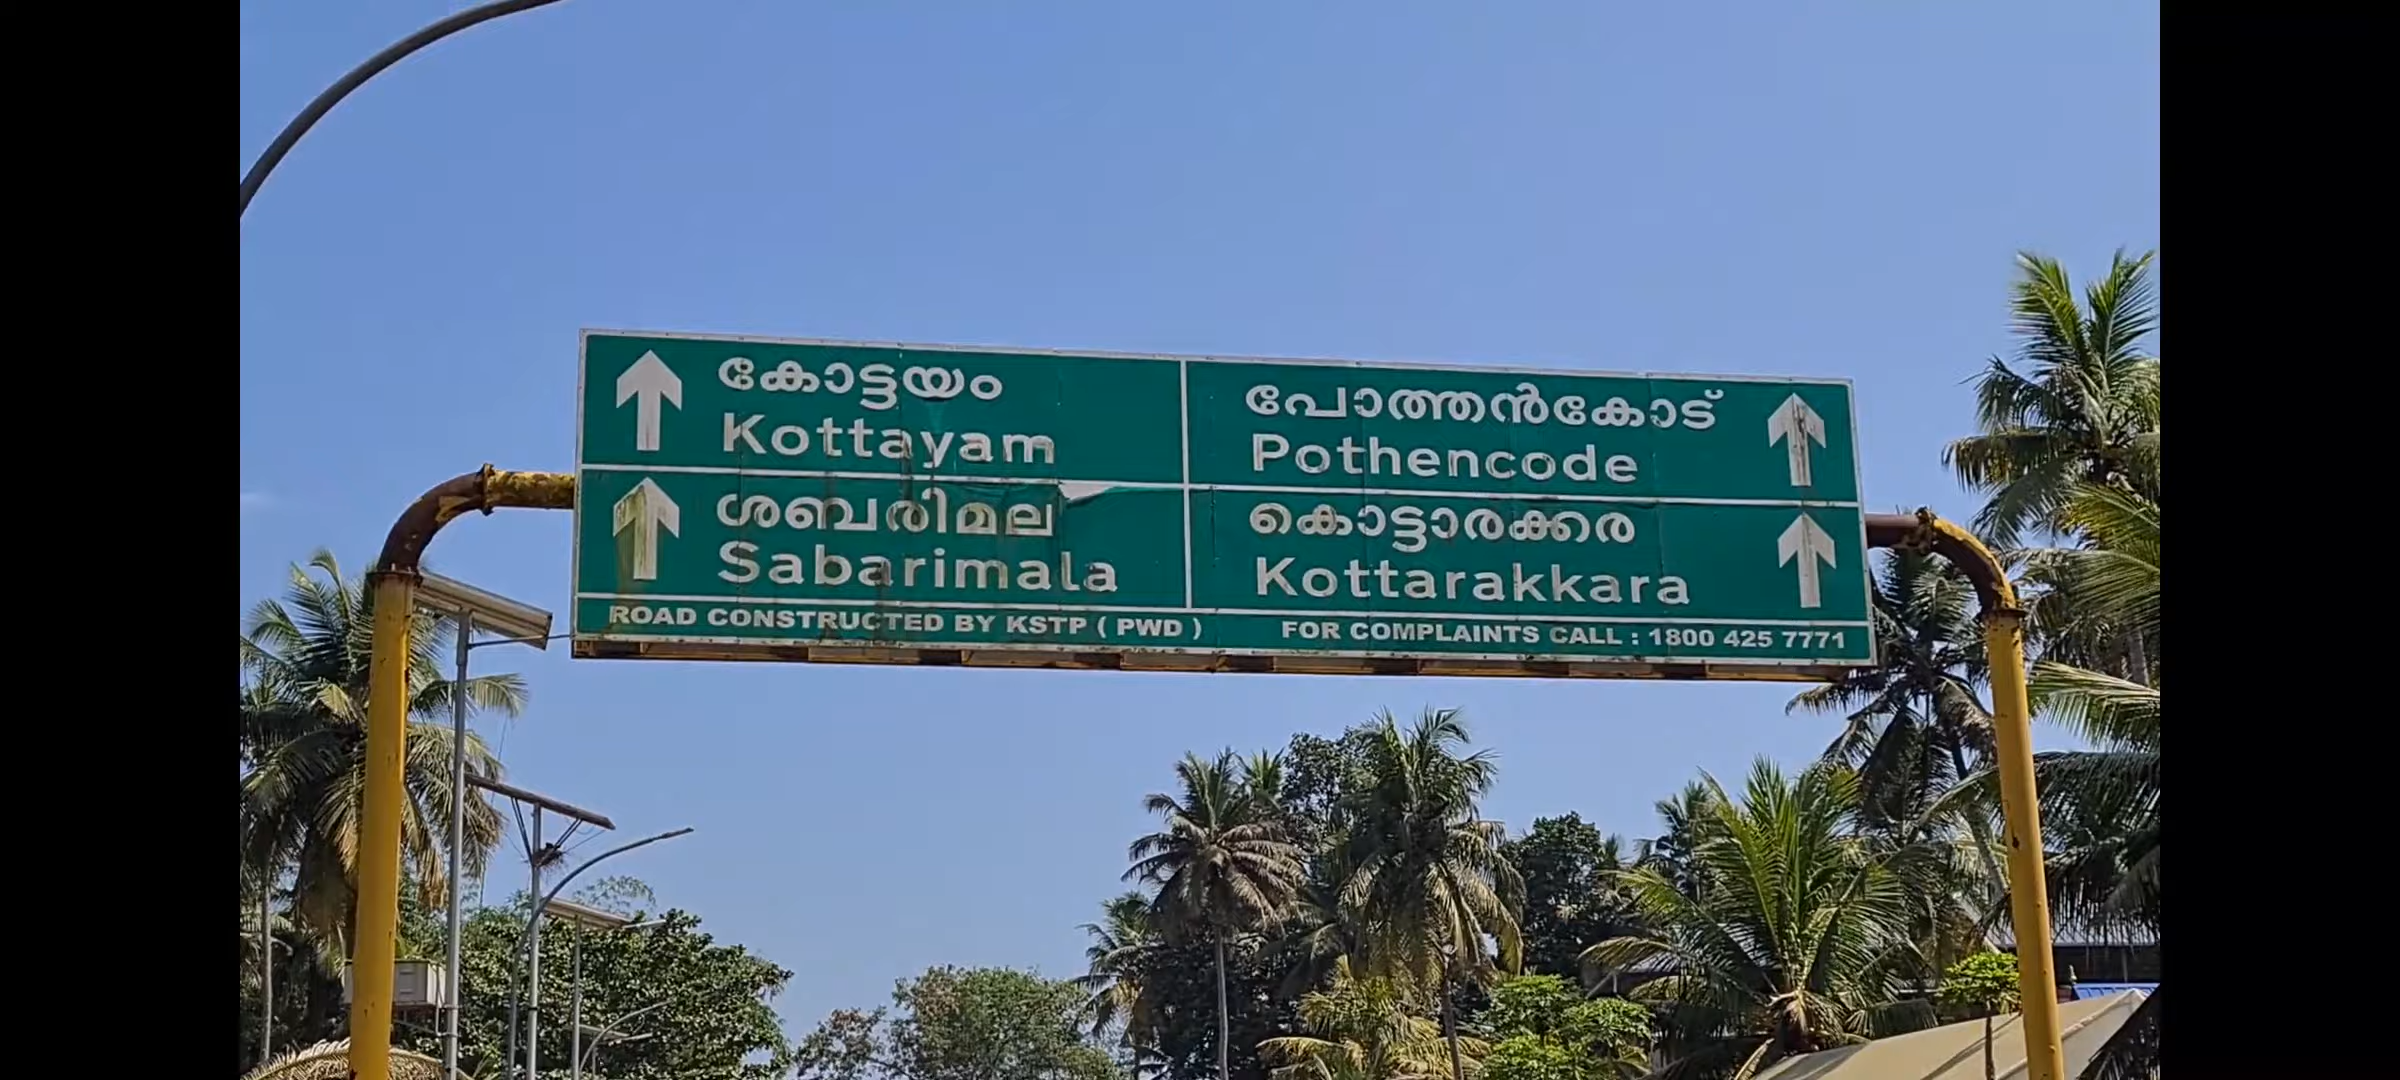 കോട്ടയം
Kottayam
ശബരിമല
Sabarimala
പോത്തൻകോട്
Pothencode
കൊട്ടാരക്കര
Kottarakkara
ROAD CONSTRUCTED BY KSTP ( PWD )
FOR COMPLAINTS CALL : 1800 425 7771